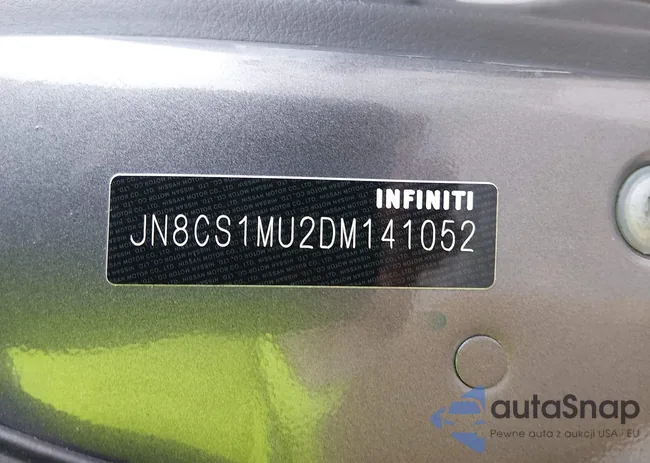 INFINITI
JN8CS1MU2DM141052
autaSnap
Pewne auta z aukcji USA i EU